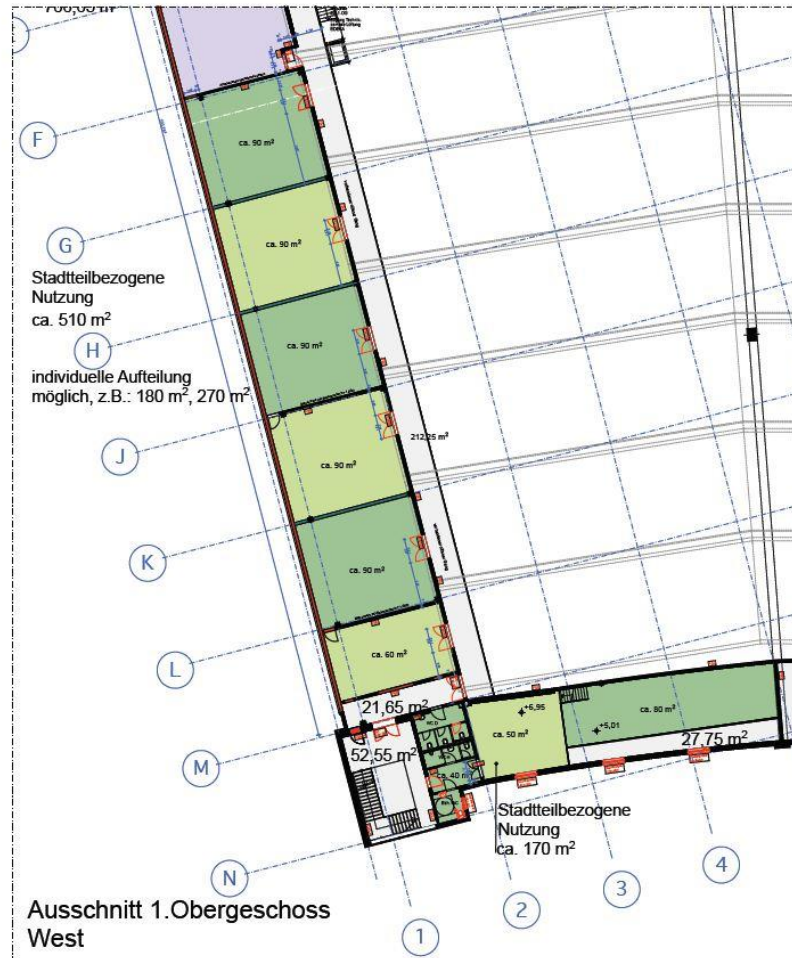 F
ca. 90 m²
G
ca. 90 m²
Stadtteilbezogene
Nutzung
ca. 510 m²
H
ca. 90 m²
individuelle Aufteilung
möglich, z.B.: 180 m², 270 m²
J
212,25 m²
ca. 90 m²
K
ca. 90 m²
L
ca. 60 m²
21,65 m²
+6,95
ca. 80 m²
+5,01
ca. 50 m²
27,75 m²
M
52,55 m²
ca. 40 m²
Stadtteilbezogene
Nutzung
ca. 170 m²
N
4
3
2
1
Ausschnitt 1.Obergeschoss
West